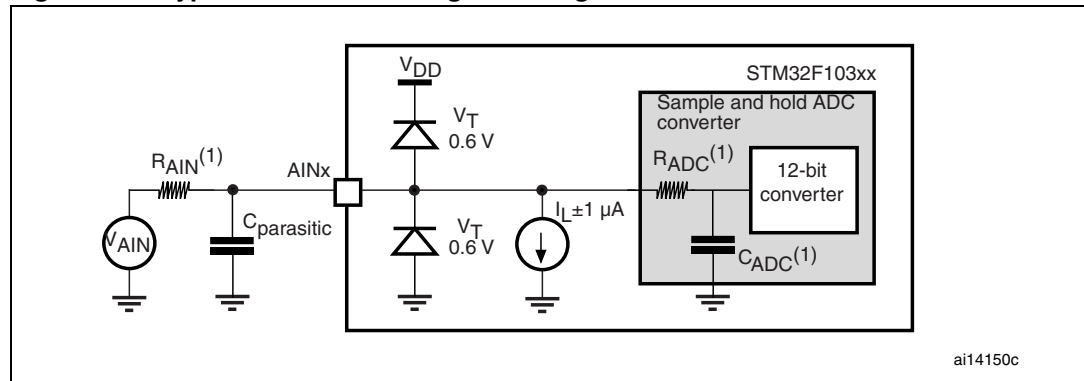 VDD
STM32F103xx
Sample and hold ADC
converter
VT
0.6 V
RAIN(1)
AINx
RADC(1)
12-bit
converter
IL±1 µA
Cparasitic
VT
0.6 V
VAIN
CADC(1)
ai14150c